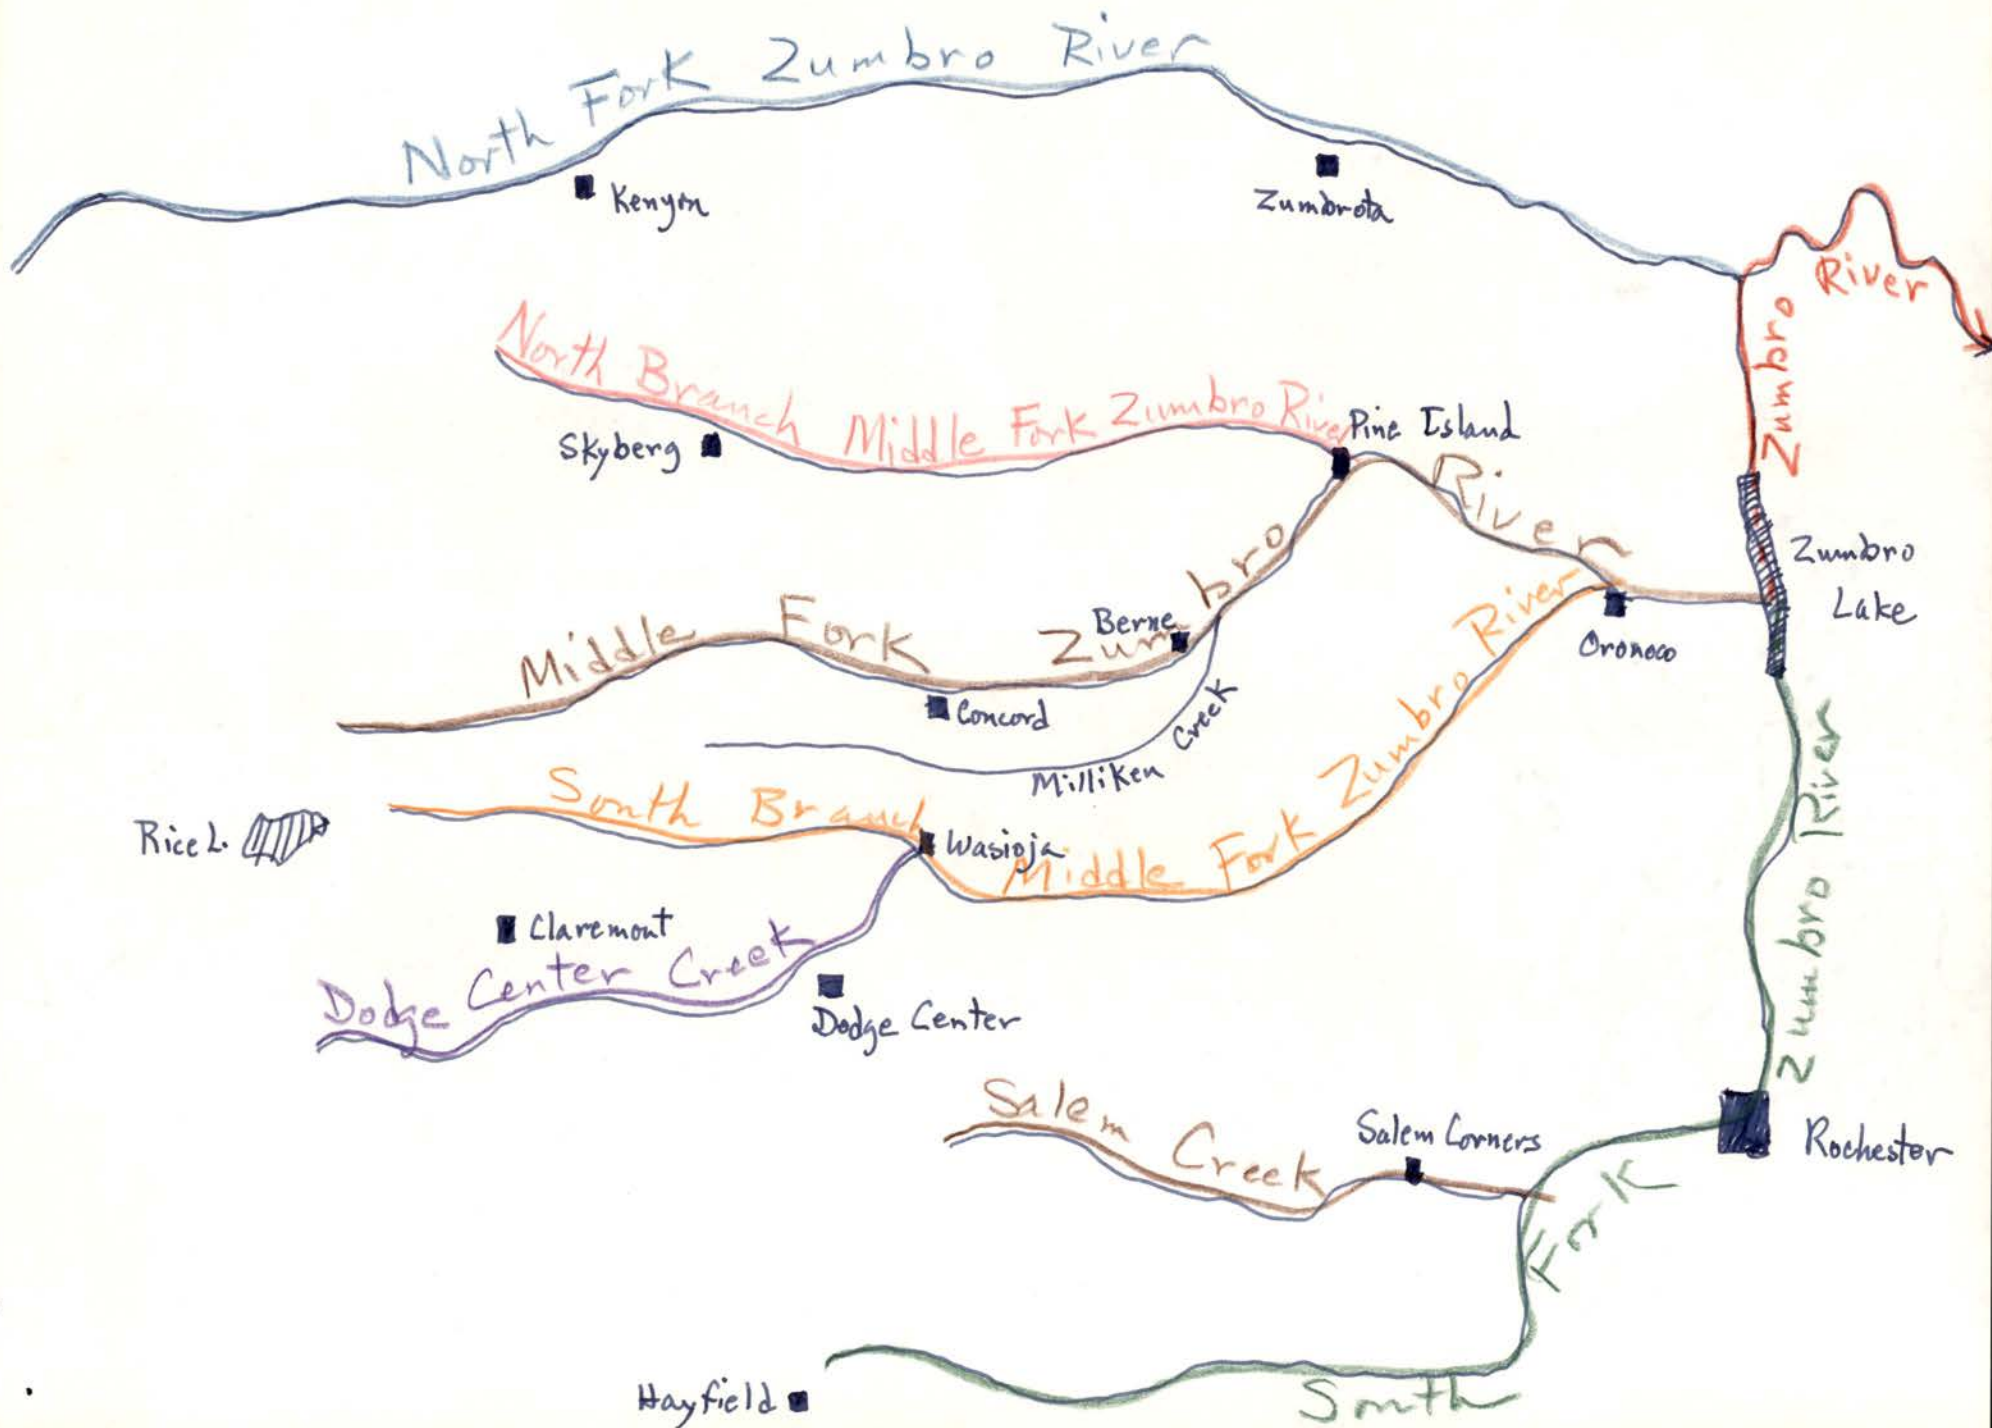 North Fork Zumbro River
Kenyon
Zumbrota
Zumbro River
North Branch Middle Fork Zumbro River
Skyberg
Pine Island
Middle Fork Zumbro River
Berne
Concord
Milliken Creek
Zumbro
Lake
Oronoco
South Branch Middle Fork Zumbro River
Rice L.
Wasioja
Claremont
Dodge Center Creek
Dodge Center
Salem Creek
Salem Corners
Rochester
South Fork Zumbro River
Hayfield